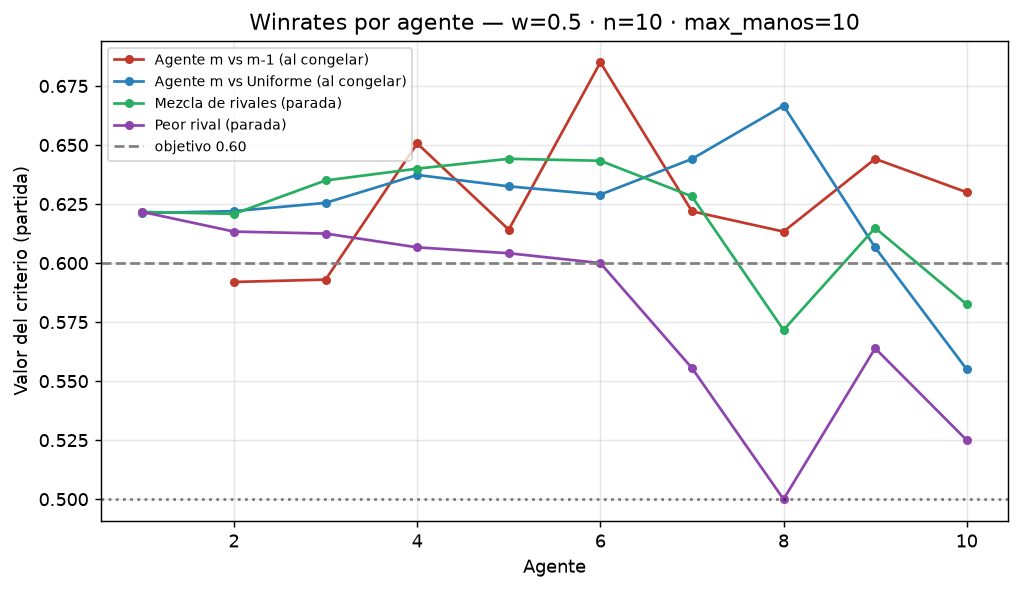 Winrates por agente — w=0.5 · n=10 · max_manos=10
Agente m vs m-1 (al congelar)
Agente m vs Uniforme (al congelar)
Mezcla de rivales (parada)
Peor rival (parada)
objetivo 0.60
Valor del criterio (partida)
0.675
0.650
0.625
0.600
0.575
0.550
0.525
0.500
2
4
6
8
10
Agente